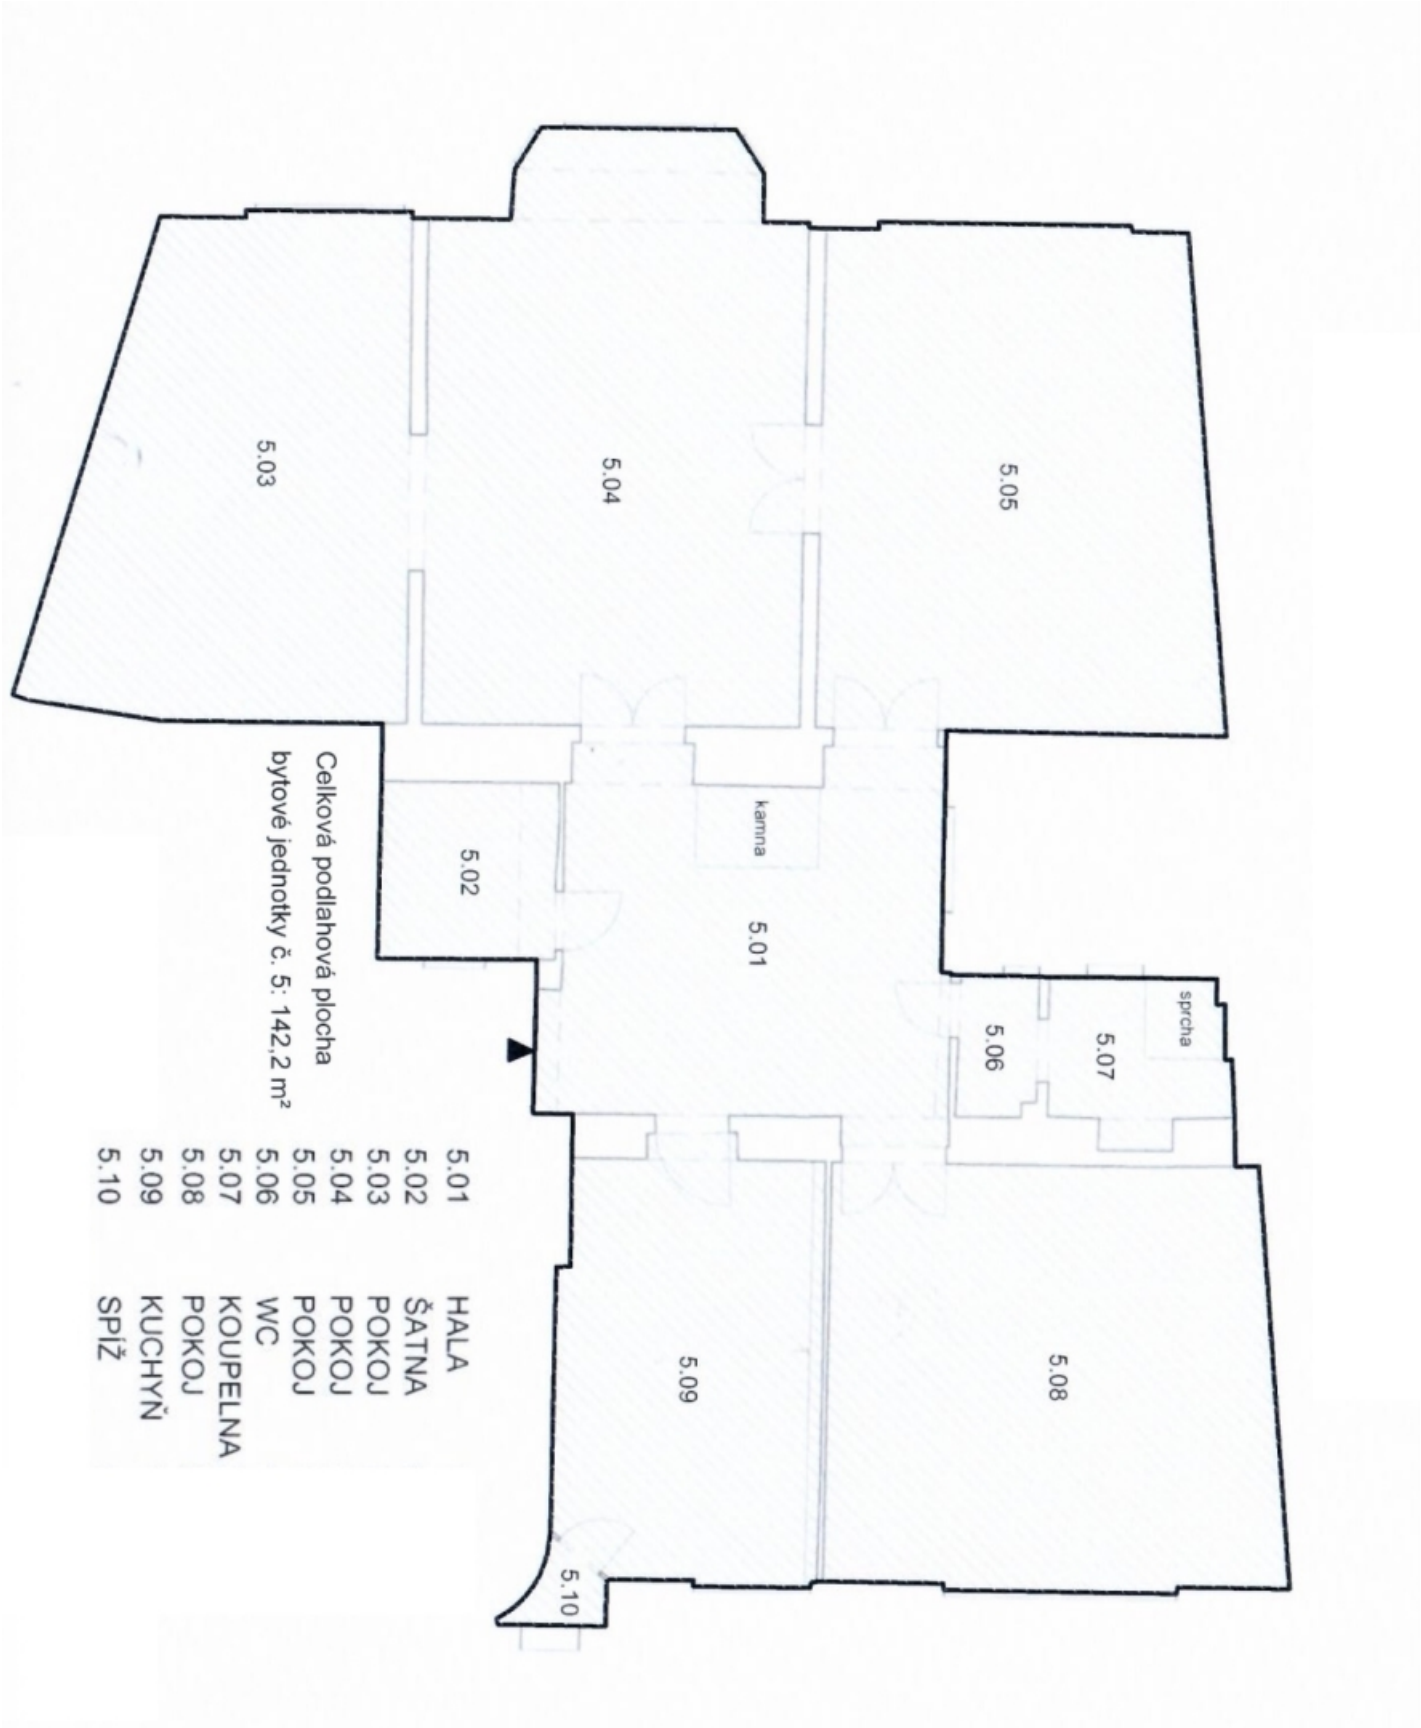 5.03
5.04
5.05
kamna
5.02
5.01
sprcha
5.06
5.07
5.09
5.08
5.10
Celková podlahová plocha
bytové jednotky č. 5: 142,2 m²
5.01 HALA
5.02 ŠATNA
5.03 POKOJ
5.04 POKOJ
5.05 POKOJ
5.06 WC
5.07 KOUPELNA
5.08 POKOJ
5.09 KUCHYŇ
5.10 SPÍŽ